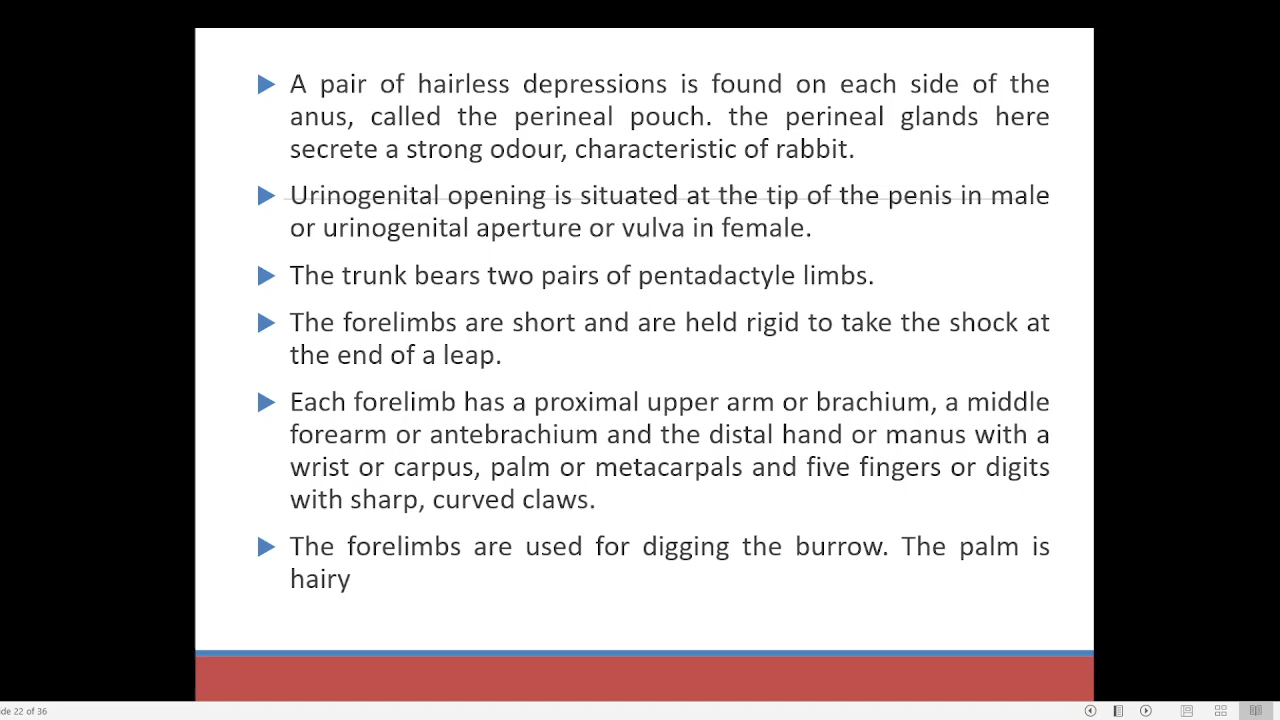 A pair of hairless depressions is found on each side of the
anus, called the perineal pouch. the perineal glands here
secrete a strong odour, characteristic of rabbit.
Urinogenital opening is situated at the tip of the penis in male
or urinogenital aperture or vulva in female.
The trunk bears two pairs of pentadactyle limbs.
The forelimbs are short and are held rigid to take the shock at
the end of a leap.
Each forelimb has a proximal upper arm or brachium, a middle
forearm or antebrachium and the distal hand or manus with a
wrist or carpus, palm or metacarpals and five fingers or digits
with sharp, curved claws.
The forelimbs are used for digging the burrow. The palm is
hairy
de 22 of 36